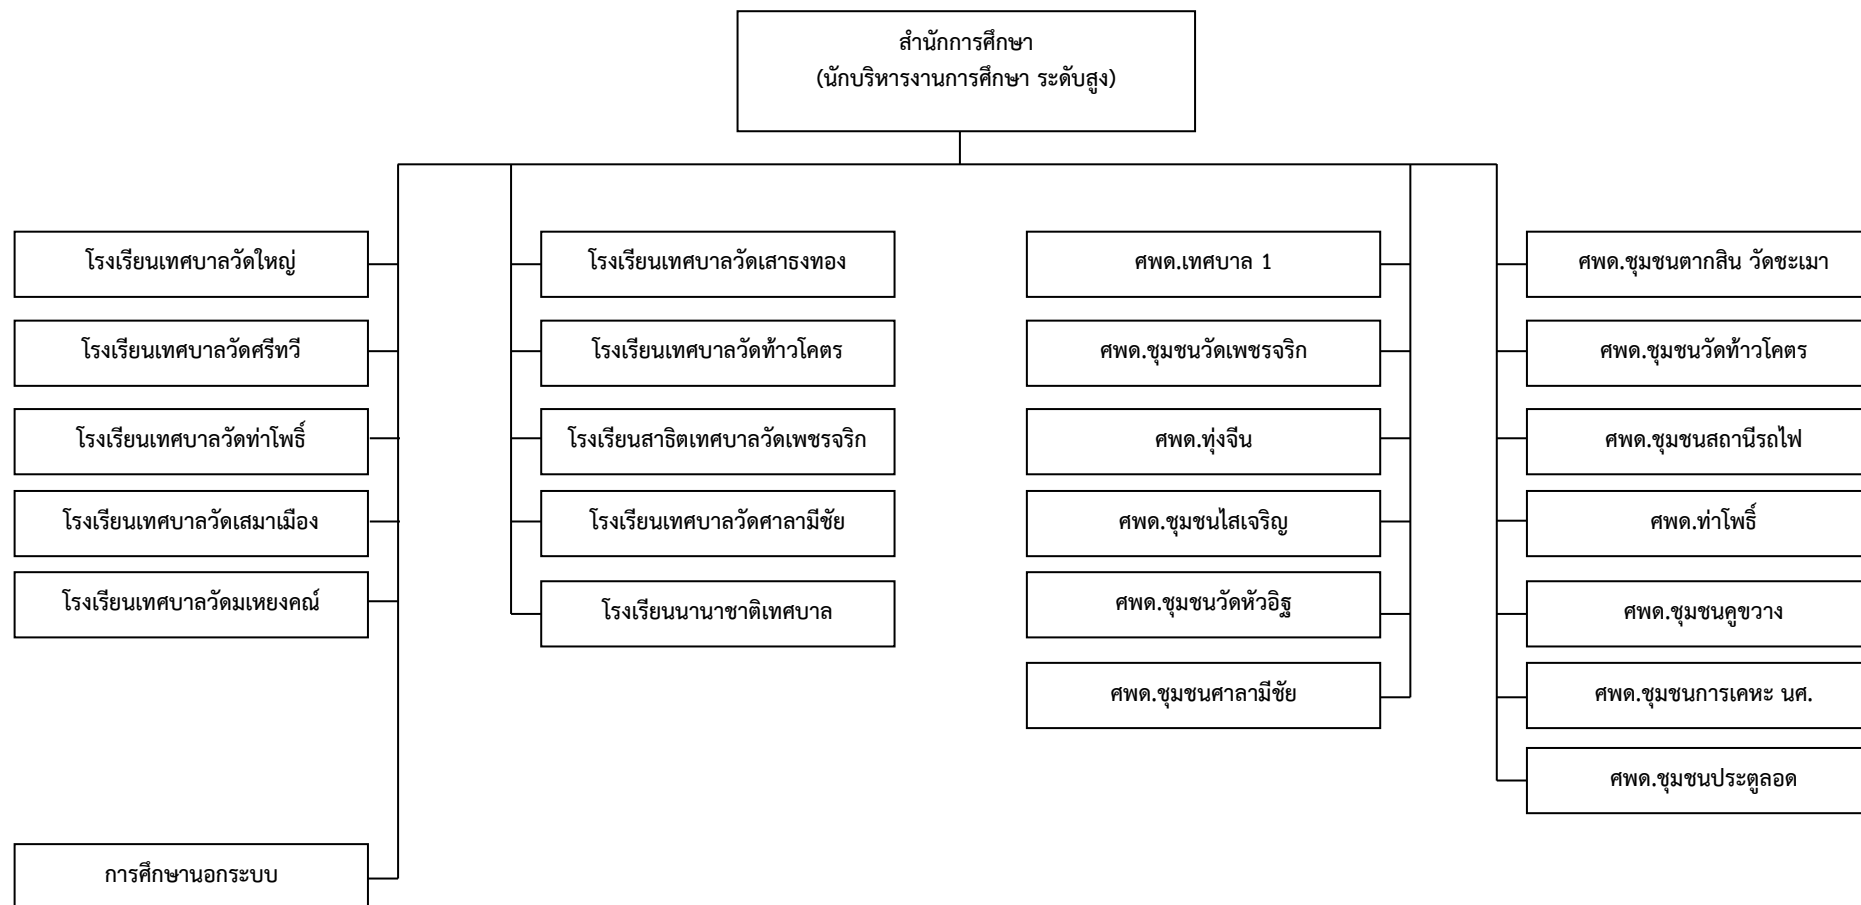 สำนักการศึกษา
(นักบริหารงานการศึกษา ระดับสูง)
โรงเรียนเทศบาลวัดใหญ่
โรงเรียนเทศบาลวัดศรีทวี
โรงเรียนเทศบาลวัดท่าโพธิ์
โรงเรียนเทศบาลวัดเสมาเมือง
โรงเรียนเทศบาลวัดมเหยงคณ์
การศึกษานอกระบบ
โรงเรียนเทศบาลวัดเสาธงทอง
โรงเรียนเทศบาลวัดท้าวโคตร
โรงเรียนสาธิตเทศบาลวัดเพชรจริก
โรงเรียนเทศบาลวัดศาลามีชัย
โรงเรียนนานาชาติเทศบาล
ศพด.เทศบาล 1
ศพด.ชุมชนวัดเพชรจริก
ศพด.ทุ่งจีน
ศพด.ชุมชนไสเจริญ
ศพด.ชุมชนวัดหัวอิฐ
ศพด.ชุมชนศาลามีชัย
ศพด.ชุมชนตากสิน วัดชะเมา
ศพด.ชุมชนวัดท้าวโคตร
ศพด.ชุมชนสถานีรถไฟ
ศพด.ท่าโพธิ์
ศพด.ชุมชนคูขวาง
ศพด.ชุมชนการเคหะ นศ.
ศพด.ชุมชนประตูลอด